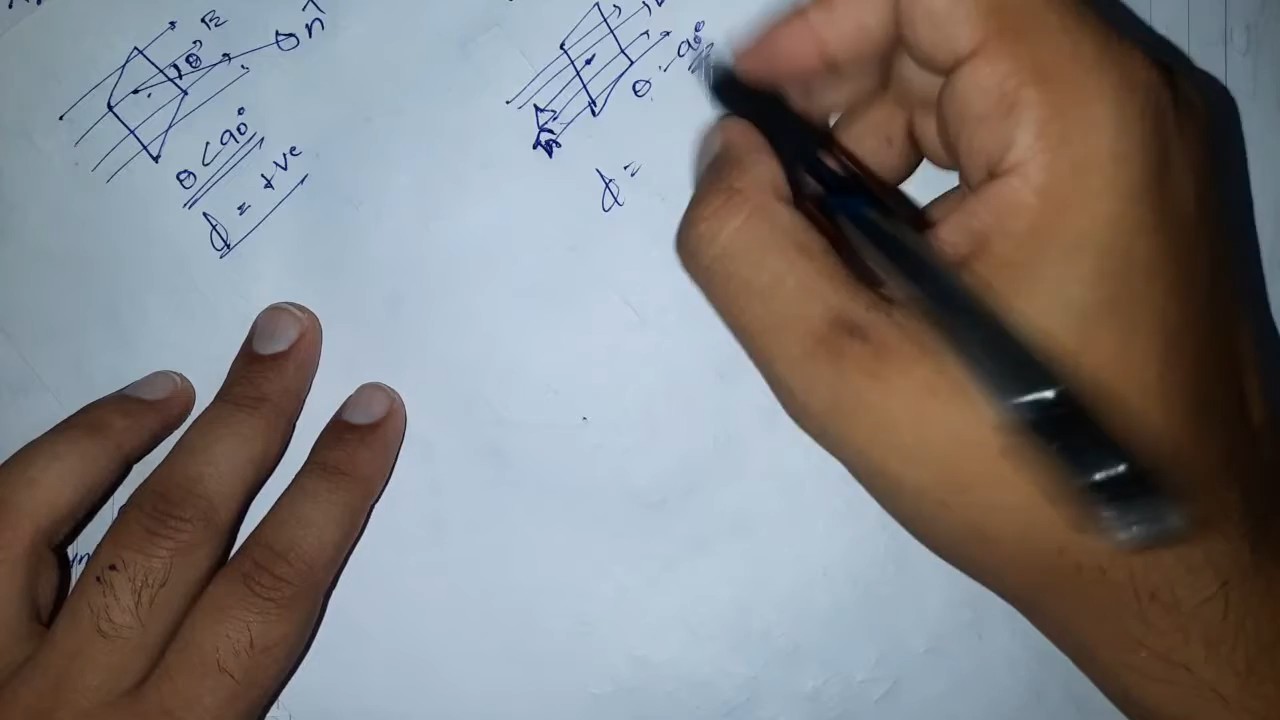 E
θ
n
θ < 90°
ϕ = +ve
θ = 90°
ϕ =